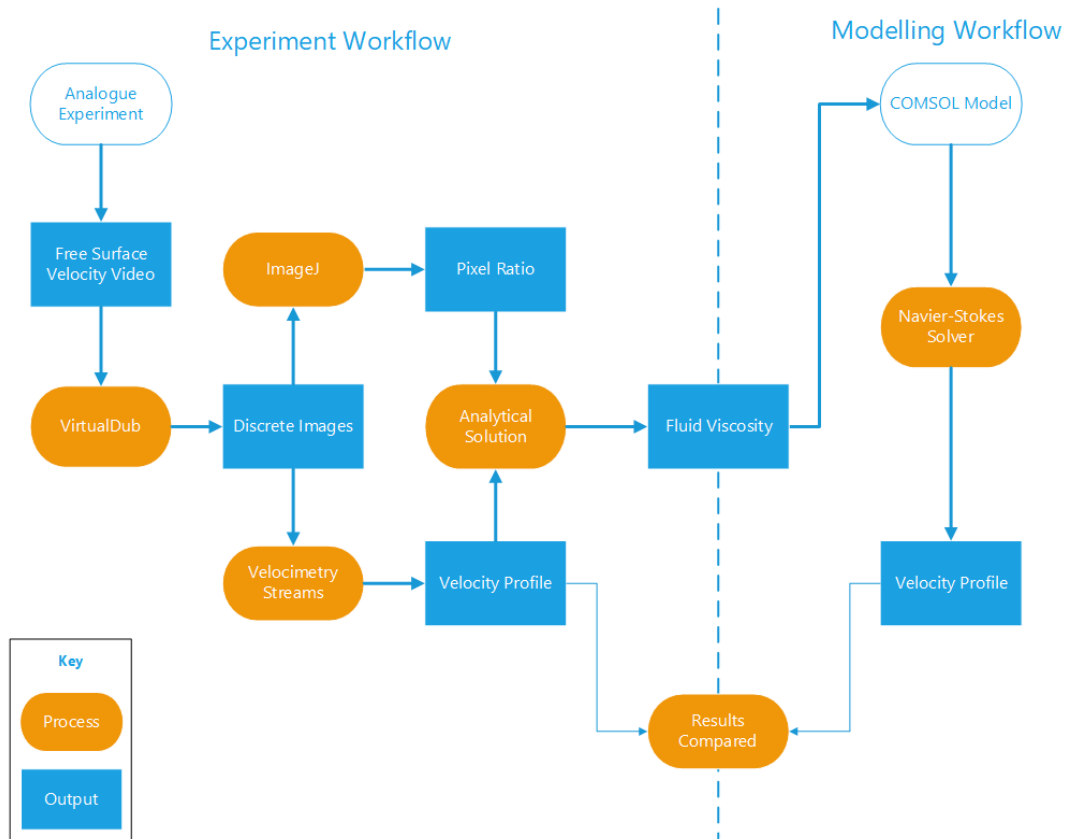 Experiment Workflow
Modelling Workflow
Analogue
Experiment
COMSOL Model
Free Surface
Velocity Video
ImageJ
Pixel Ratio
Navier-Stokes
Solver
VirtualDub
Discrete Images
Analytical
Solution
Fluid Viscosity
Velocimetry
Streams
Velocity Profile
Velocity Profile
Key
Process
Output
Results
Compared